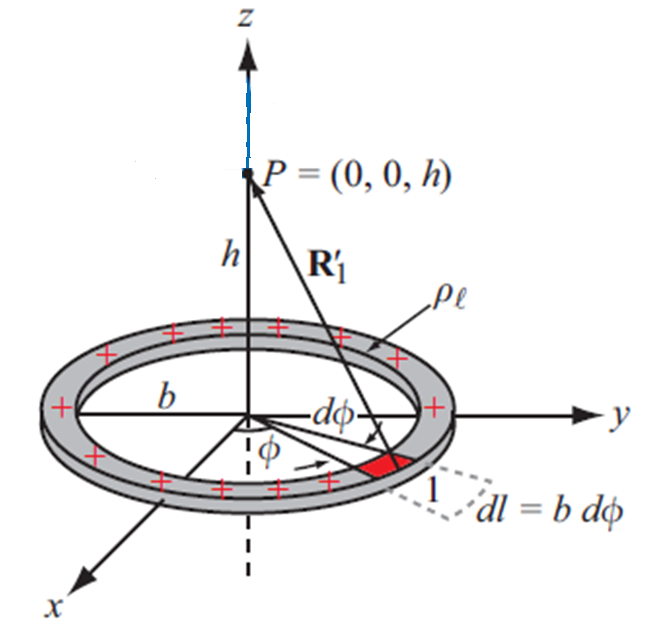 z
P = (0, 0, h)
h
R′₁
ρℓ
b
dϕ
y
ϕ
1
dl = b dϕ
x